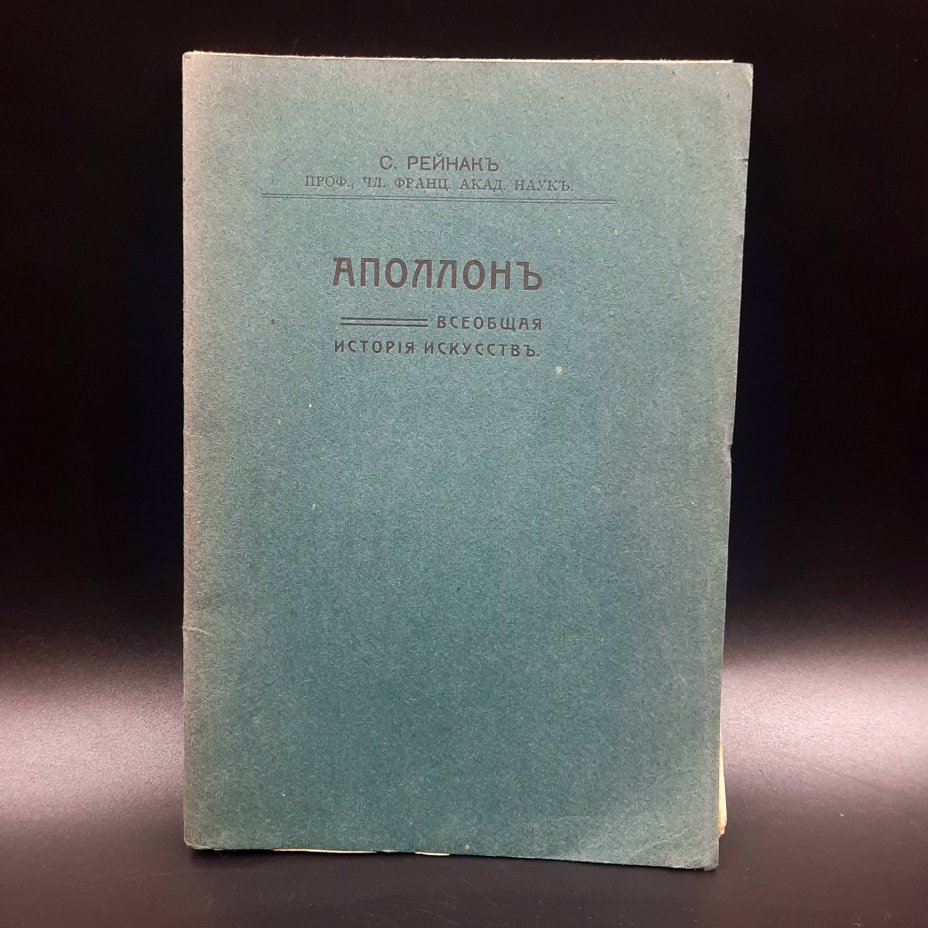 С. РЕЙНАКЪ
ПРОФ., ЧЛ. ФРАНЦ. АКАД. НАУКЪ.
АПОЛЛОНЪ
ВСЕОБЩАЯ
ИСТОРІЯ ИСКУССТВЪ.